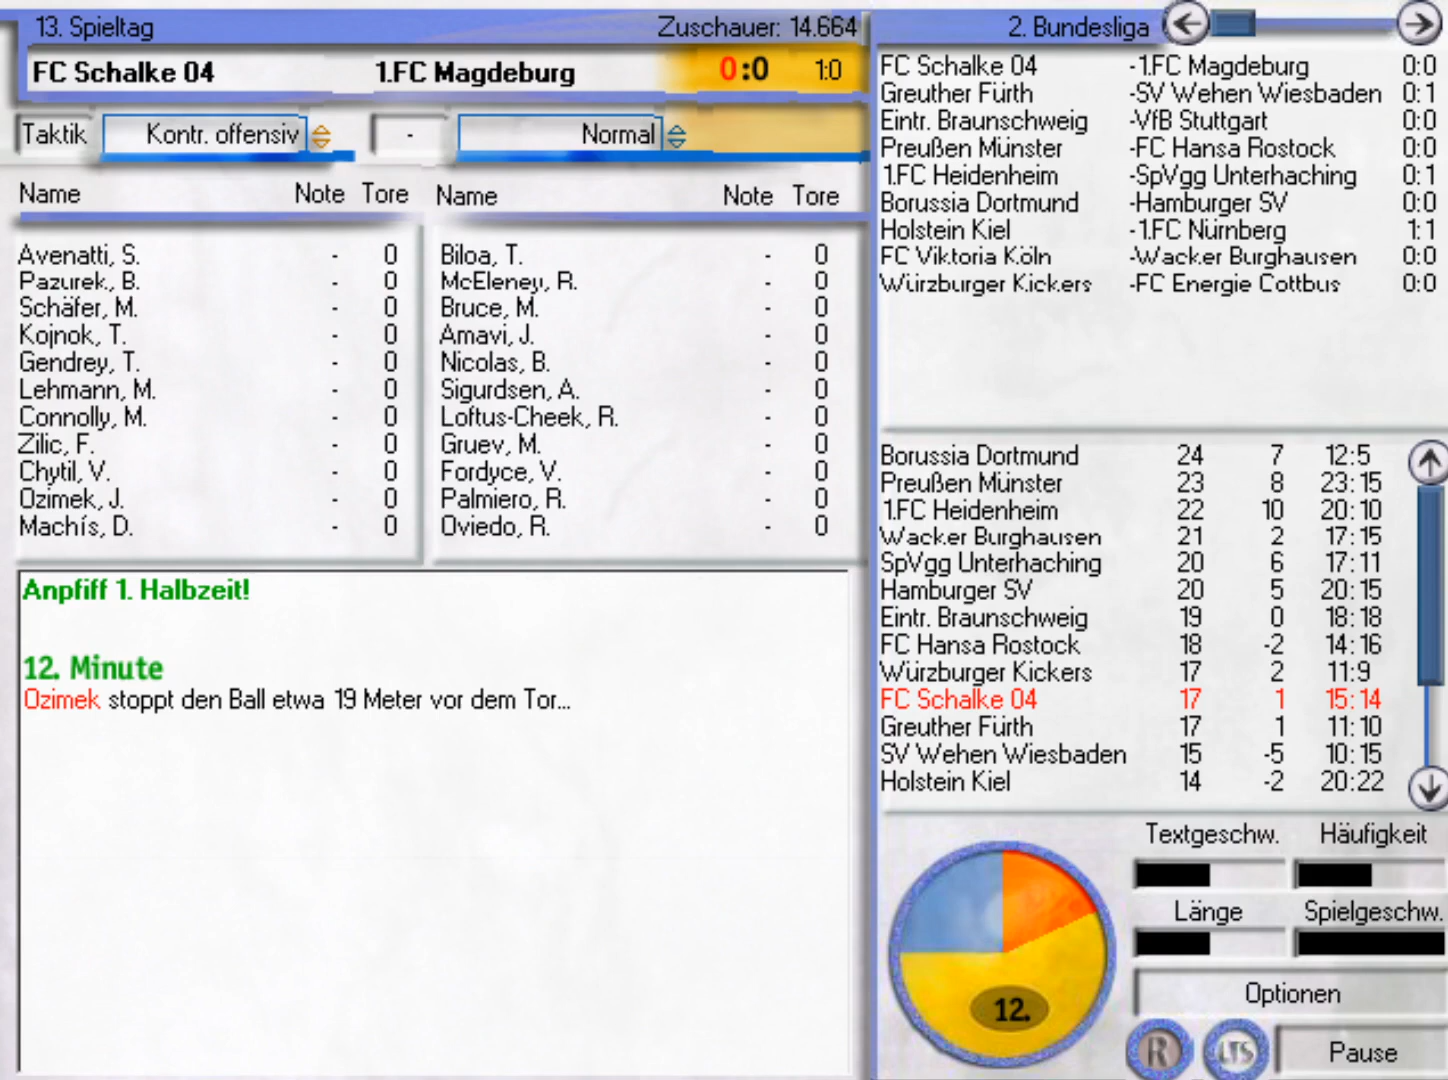 13. Spieltag Zuschauer: 14.664
FC Schalke 04 1.FC Magdeburg 0:0 1:0
Taktik Kontr. offensiv - Normal
Name Note Tore Name Note Tore
Avenatti, S. - 0 Biloa, T. - 0
Pazurek, B. - 0 McEleney, R. - 0
Schäfer, M. - 0 Bruce, M. - 0
Kojnok, T. - 0 Amavi, J. - 0
Gendrey, T. - 0 Nicolas, B. - 0
Lehmann, M. - 0 Sigurdsen, A. - 0
Connolly, M. - 0 Loftus-Cheek, R. - 0
Zilic, F. - 0 Gruev, M. - 0
Chytil, V. - 0 Fordyce, V. - 0
Ozimek, J. - 0 Palmiero, R. - 0
Machís, D. - 0 Oviedo, R. - 0
Anpfiff 1. Halbzeit!
12. Minute
Ozimek stoppt den Ball etwa 19 Meter vor dem Tor...
2. Bundesliga
FC Schalke 04 -1.FC Magdeburg 0:0
Greuther Fürth -SV Wehen Wiesbaden 0:1
Eintr. Braunschweig -VfB Stuttgart 0:0
Preußen Münster -FC Hansa Rostock 0:0
1.FC Heidenheim -SpVgg Unterhaching 0:1
Borussia Dortmund -Hamburger SV 0:0
Holstein Kiel -1.FC Nürnberg 1:1
FC Viktoria Köln -Wacker Burghausen 0:0
Würzburger Kickers -FC Energie Cottbus 0:0
Borussia Dortmund 24 7 12:5
Preußen Münster 23 8 23:15
1.FC Heidenheim 22 10 20:10
Wacker Burghausen 21 2 17:15
SpVgg Unterhaching 20 6 17:11
Hamburger SV 20 5 20:15
Eintr. Braunschweig 19 0 18:18
FC Hansa Rostock 18 -2 14:16
Würzburger Kickers 17 2 11:9
FC Schalke 04 17 1 15:14
Greuther Fürth 17 1 11:10
SV Wehen Wiesbaden 15 -5 10:15
Holstein Kiel 14 -2 20:22
Textgeschw. Häufigkeit
Länge Spielgeschw.
12.
Optionen
R LTS Pause